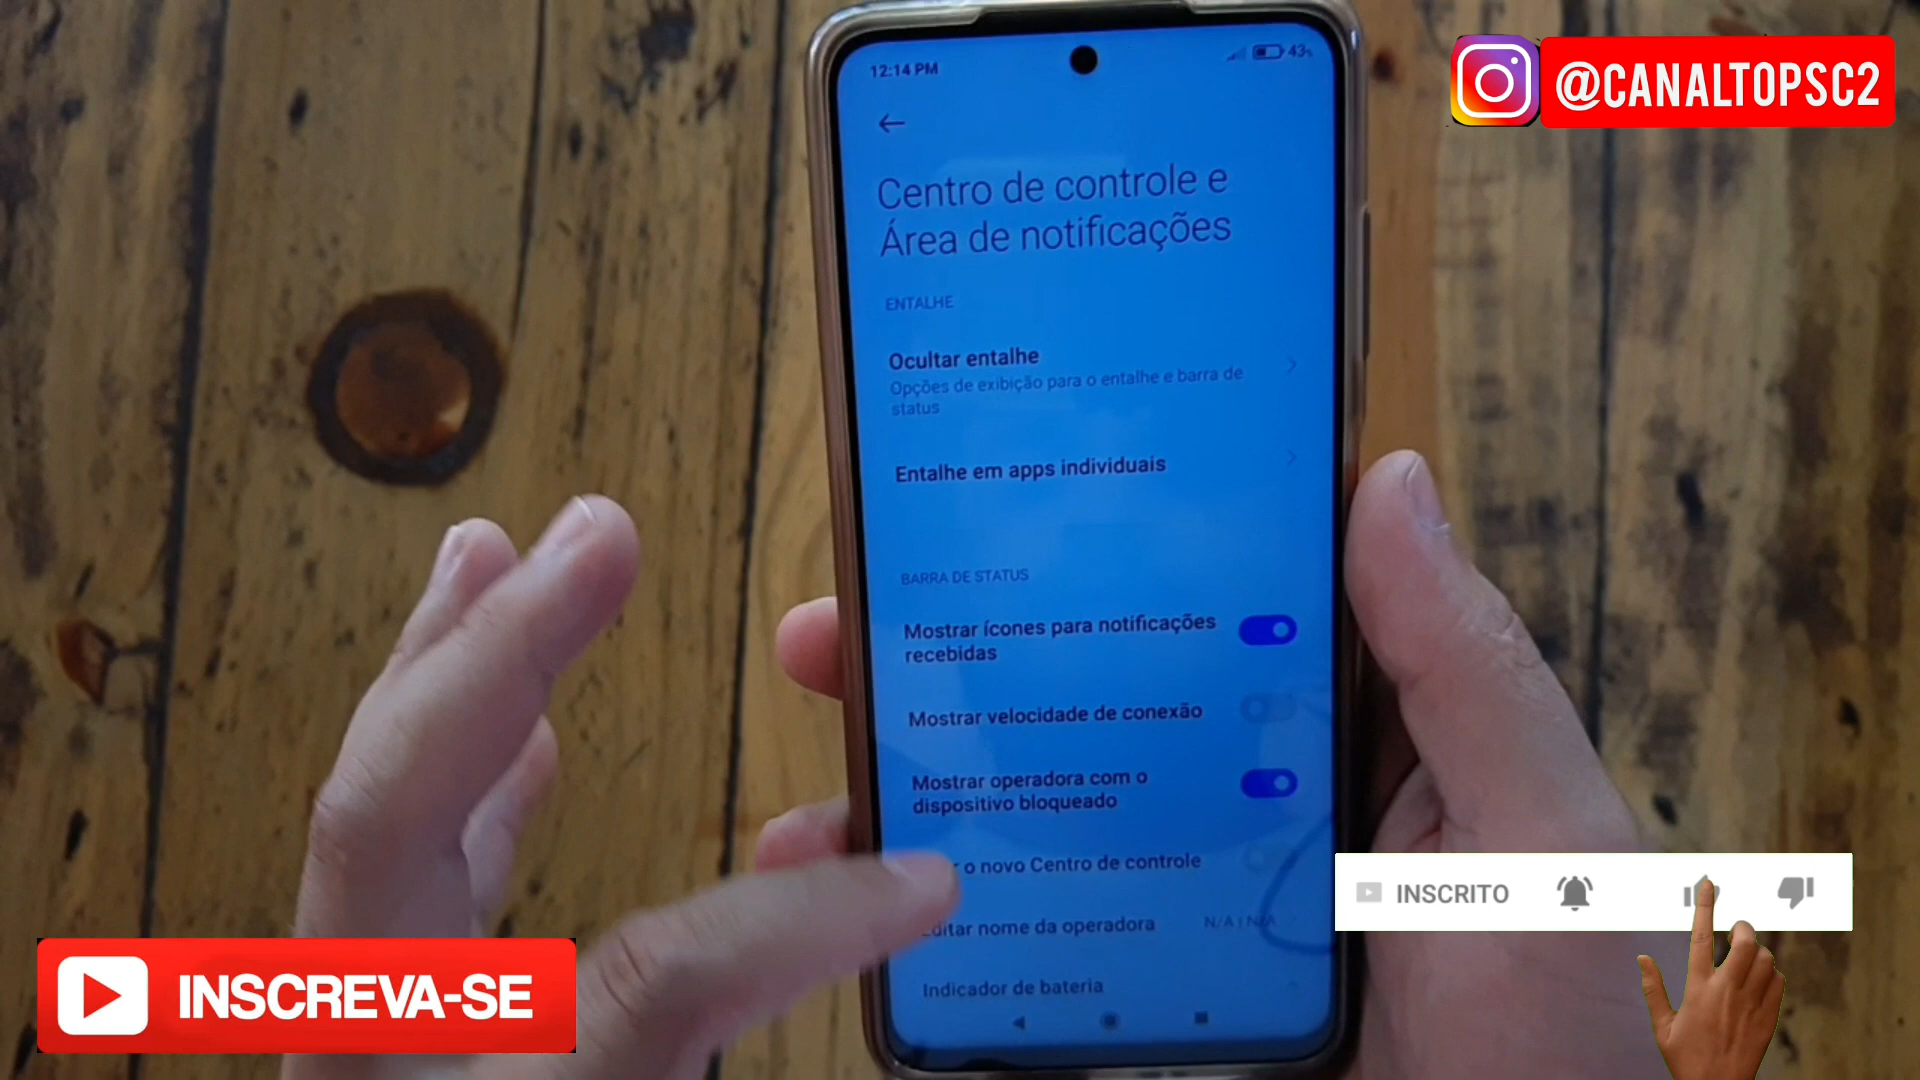 12:14 PM
43%
@CANALTOPSC2
Centro de controle e
Área de notificações
ENTALHE
Ocultar entalhe
Opções de exibição para o entalhe e barra de
status
Entalhe em apps individuais
BARRA DE STATUS
Mostrar ícones para notificações
recebidas
Mostrar velocidade de conexão
Mostrar operadora com o
dispositivo bloqueado
o novo Centro de controle
nome da operadora
Indicador de bateria
INSCRITO
INSCREVA-SE